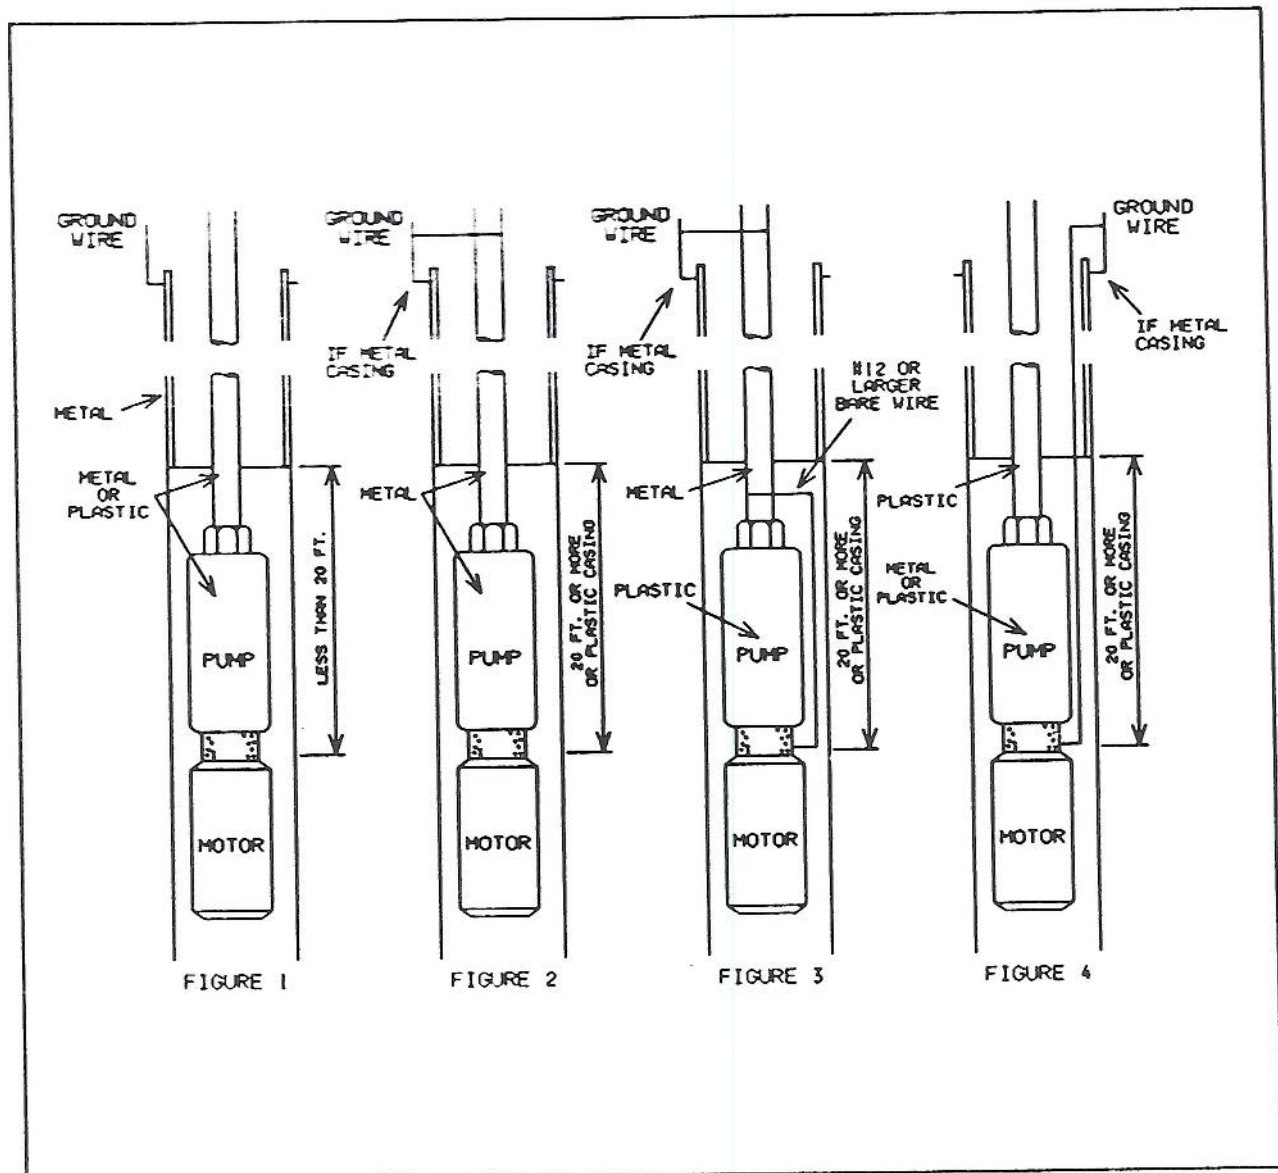 GROUND
WIRE
METAL
METAL
OR
PLASTIC
LESS THAN 20 FT.
PUMP
MOTOR
FIGURE 1
GROUND
WIRE
IF METAL
CASING
METAL
20 FT. OR MORE
OR PLASTIC CASING
PUMP
MOTOR
FIGURE 2
GROUND
WIRE
IF METAL
CASING
#12 OR
LARGER
BARE WIRE
METAL
PLASTIC
20 FT. OR MORE
OR PLASTIC CASING
PUMP
MOTOR
FIGURE 3
GROUND
WIRE
IF METAL
CASING
PLASTIC
METAL
OR
PLASTIC
20 FT. OR MORE
OR PLASTIC CASING
PUMP
MOTOR
FIGURE 4